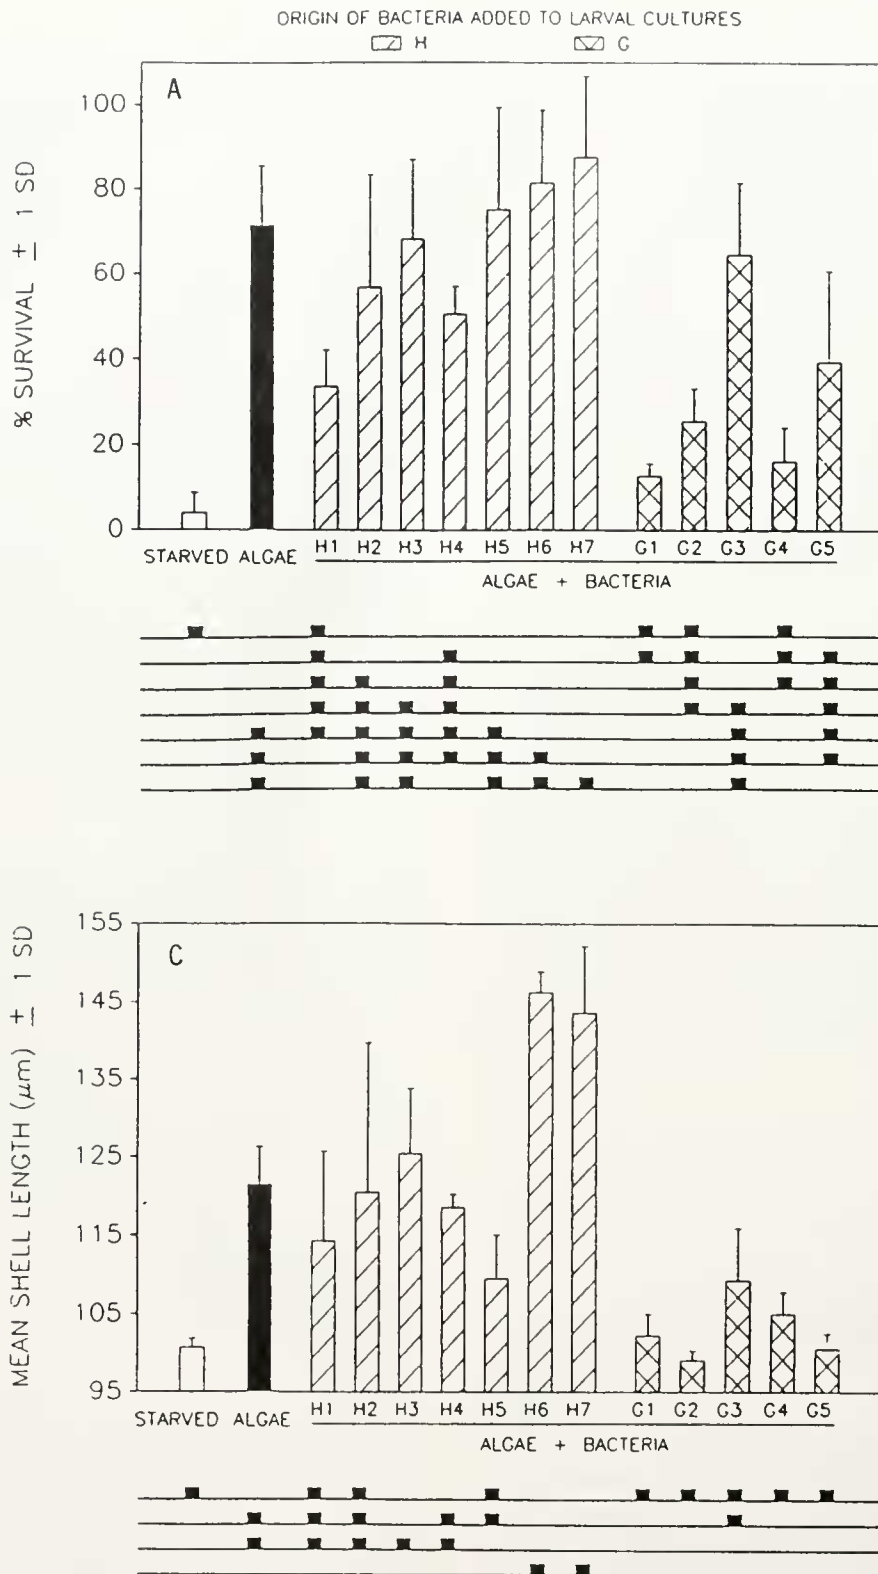 ORIGIN OF BACTERIA ADDED TO LARVAL CULTURES
H G
A
% SURVIVAL ± 1 SD
100
80
60
40
20
0
STARVED ALGAE H1 H2 H3 H4 H5 H6 H7 G1 G2 G3 G4 G5
ALGAE + BACTERIA
C
MEAN SHELL LENGTH (µm) ± 1 SD
155
145
135
125
115
105
95
STARVED ALGAE H1 H2 H3 H4 H5 H6 H7 G1 G2 G3 G4 G5
ALGAE + BACTERIA